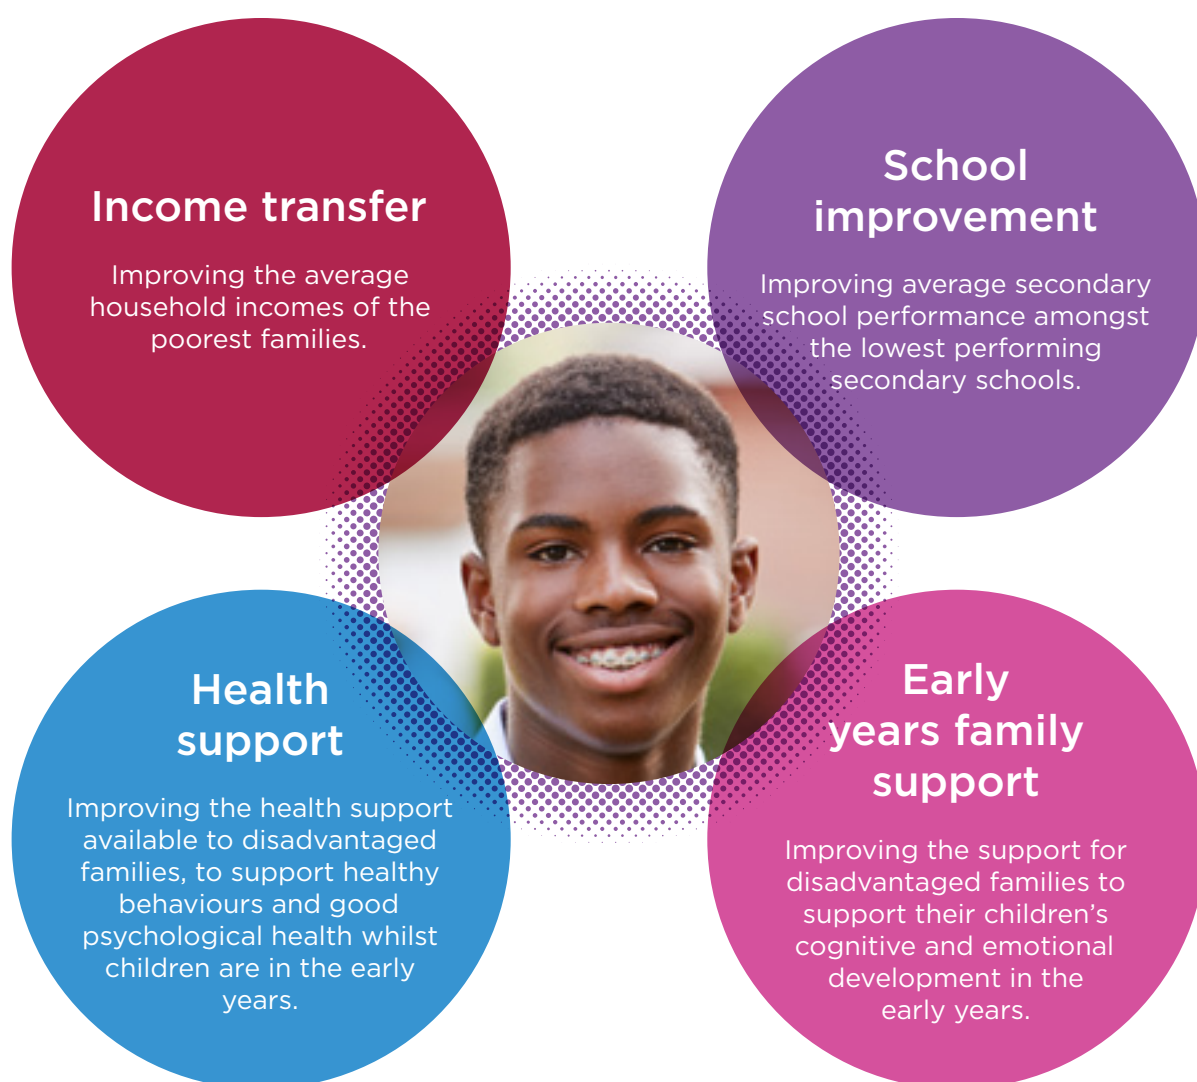 Income transfer
Improving the average
household incomes of the
poorest families.
School
improvement
Improving average secondary
school performance amongst
the lowest performing
secondary schools.
Health
support
Improving the health support
available to disadvantaged
families, to support healthy
behaviours and good
psychological health whilst
children are in the early
years.
Early
years family
support
Improving the support for
disadvantaged families to
support their children’s
cognitive and emotional
development in the
early years.